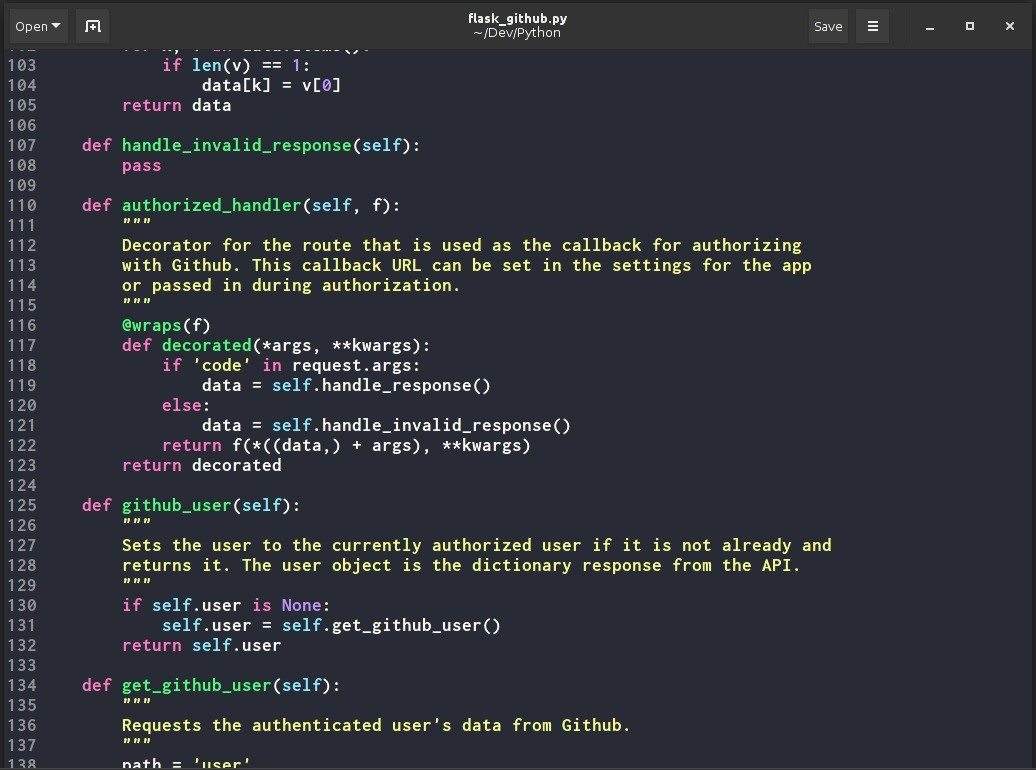 Open
flask_github.py
~/Dev/Python
Save
102 for k, v in data.items():
103             if len(v) == 1:
104                 data[k] = v[0]
105         return data
106
107     def handle_invalid_response(self):
108         pass
109
110     def authorized_handler(self, f):
111         """
112         Decorator for the route that is used as the callback for authorizing
113         with Github. This callback URL can be set in the settings for the app
114         or passed in during authorization.
115         """
116         @wraps(f)
117         def decorated(*args, **kwargs):
118             if 'code' in request.args:
119                 data = self.handle_response()
120             else:
121                 data = self.handle_invalid_response()
122             return f(*((data,) + args), **kwargs)
123         return decorated
124
125     def github_user(self):
126         """
127         Sets the user to the currently authorized user if it is not already and
128         returns it. The user object is the dictionary response from the API.
129         """
130         if self.user is None:
131             self.user = self.get_github_user()
132         return self.user
133
134     def get_github_user(self):
135         """
136         Requests the authenticated user's data from Github.
137         """
138         path = 'user'